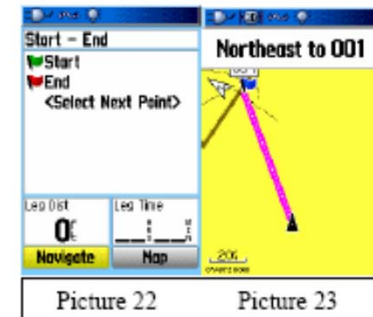 Start - End
Start
End
<Select Next Point>
Leg Dist
Leg Time
Navigate
Map
Northeast to 001
001
Picture 22
Picture 23